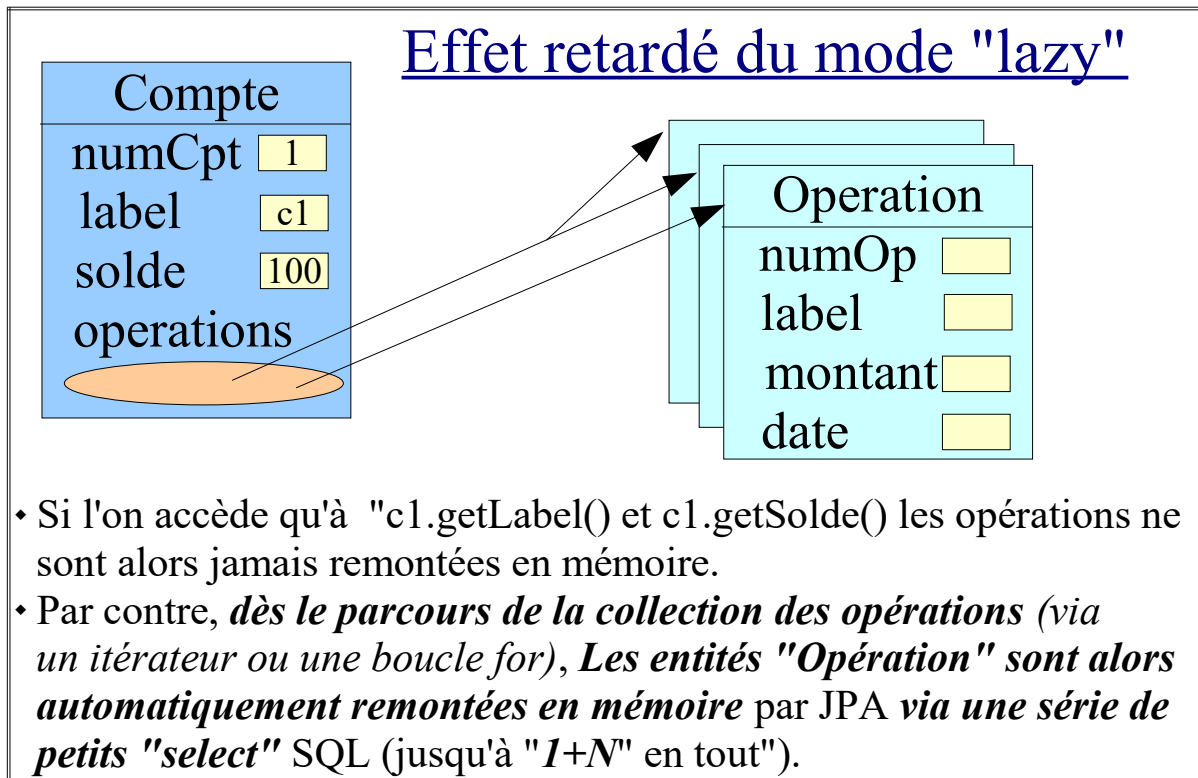 Effet retardé du mode "lazy"
Compte
numCpt 1
label c1
solde 100
operations
Operation
numOp
label
montant
date
Si l'on accède qu'à "c1.getLabel() et c1.getSolde() les opérations ne
sont alors jamais remontées en mémoire.
Par contre, dès le parcours de la collection des opérations (via
un itérateur ou une boucle for), Les entités "Opération" sont alors
automatiquement remontées en mémoire par JPA via une série de
petits "select" SQL (jusqu'à "1+N" en tout").